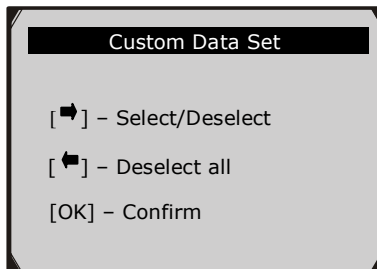 Custom Data Set
[➡] – Select/Deselect
[⬅] – Deselect all
[OK] – Confirm